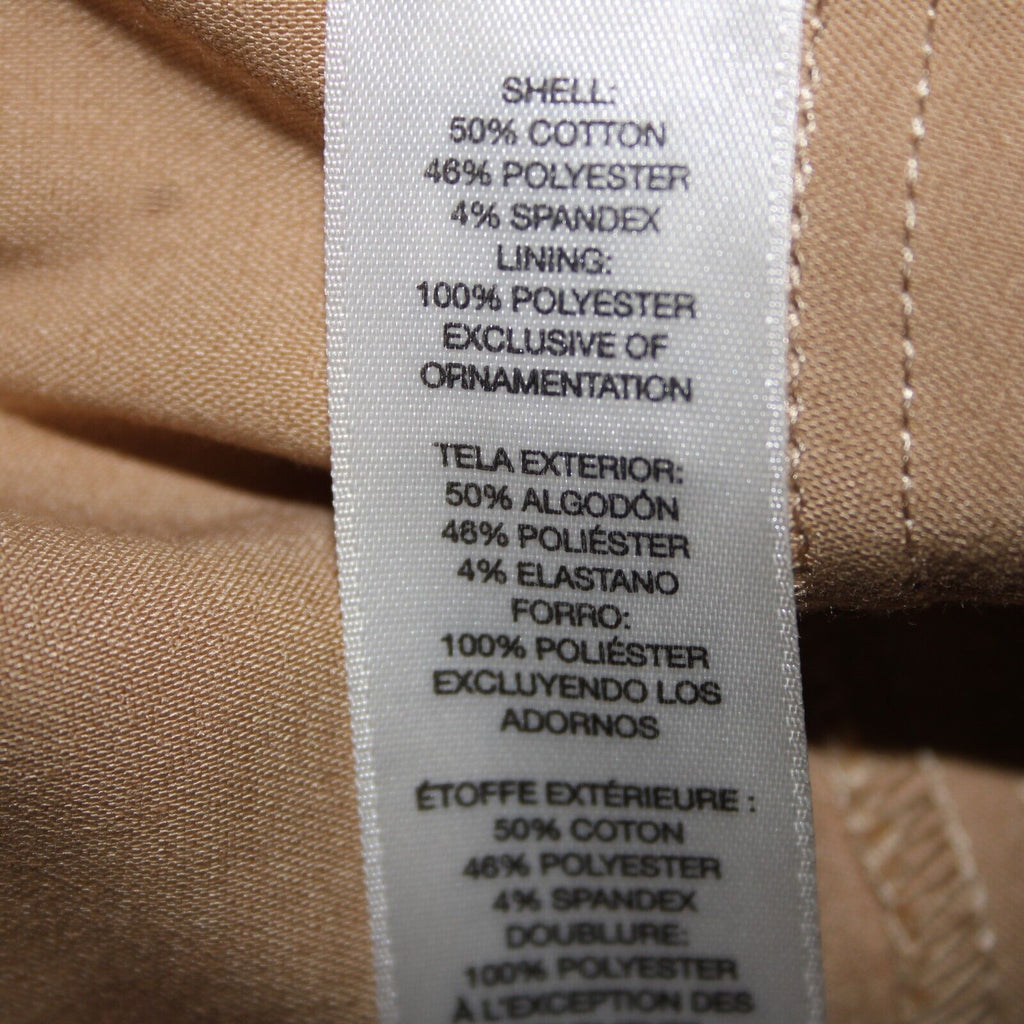 SHELL:
50% COTTON
46% POLYESTER
4% SPANDEX
LINING:
100% POLYESTER
EXCLUSIVE OF
ORNAMENTATION
TELA EXTERIOR:
50% ALGODÓN
46% POLIÉSTER
4% ELASTANO
FORRO:
100% POLIÉSTER
EXCLUYENDO LOS
ADORNOS
ÉTOFFE EXTÉRIEURE :
50% COTON
46% POLYESTER
4% SPANDEX
DOUBLURE:
100% POLYESTER
À L'EXCEPTION DES